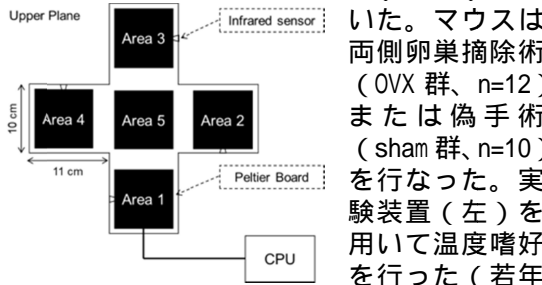 Upper Plane
Infrared sensor
Area 3
Area 4
Area 5
Area 2
10 cm
11 cm
Area 1
Peltier Board
CPU
いた。マウスは
両側卵巣摘除術
（OVX 群、n=12）
または偽手術
（sham 群、n=10）
を行なった。実
験装置（左）を
用いて温度嗜好
を行った（若年